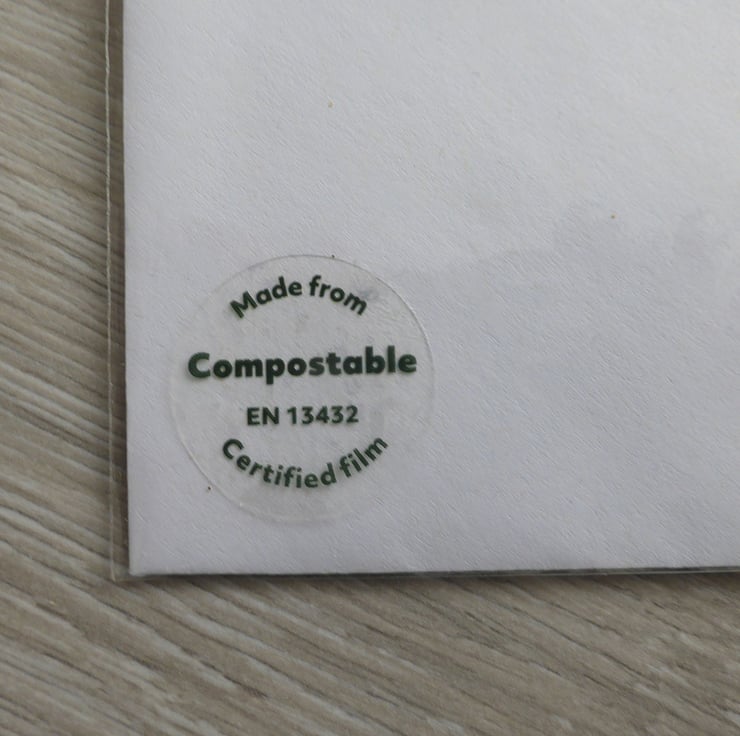 Made from
Compostable
EN 13432
Certified film